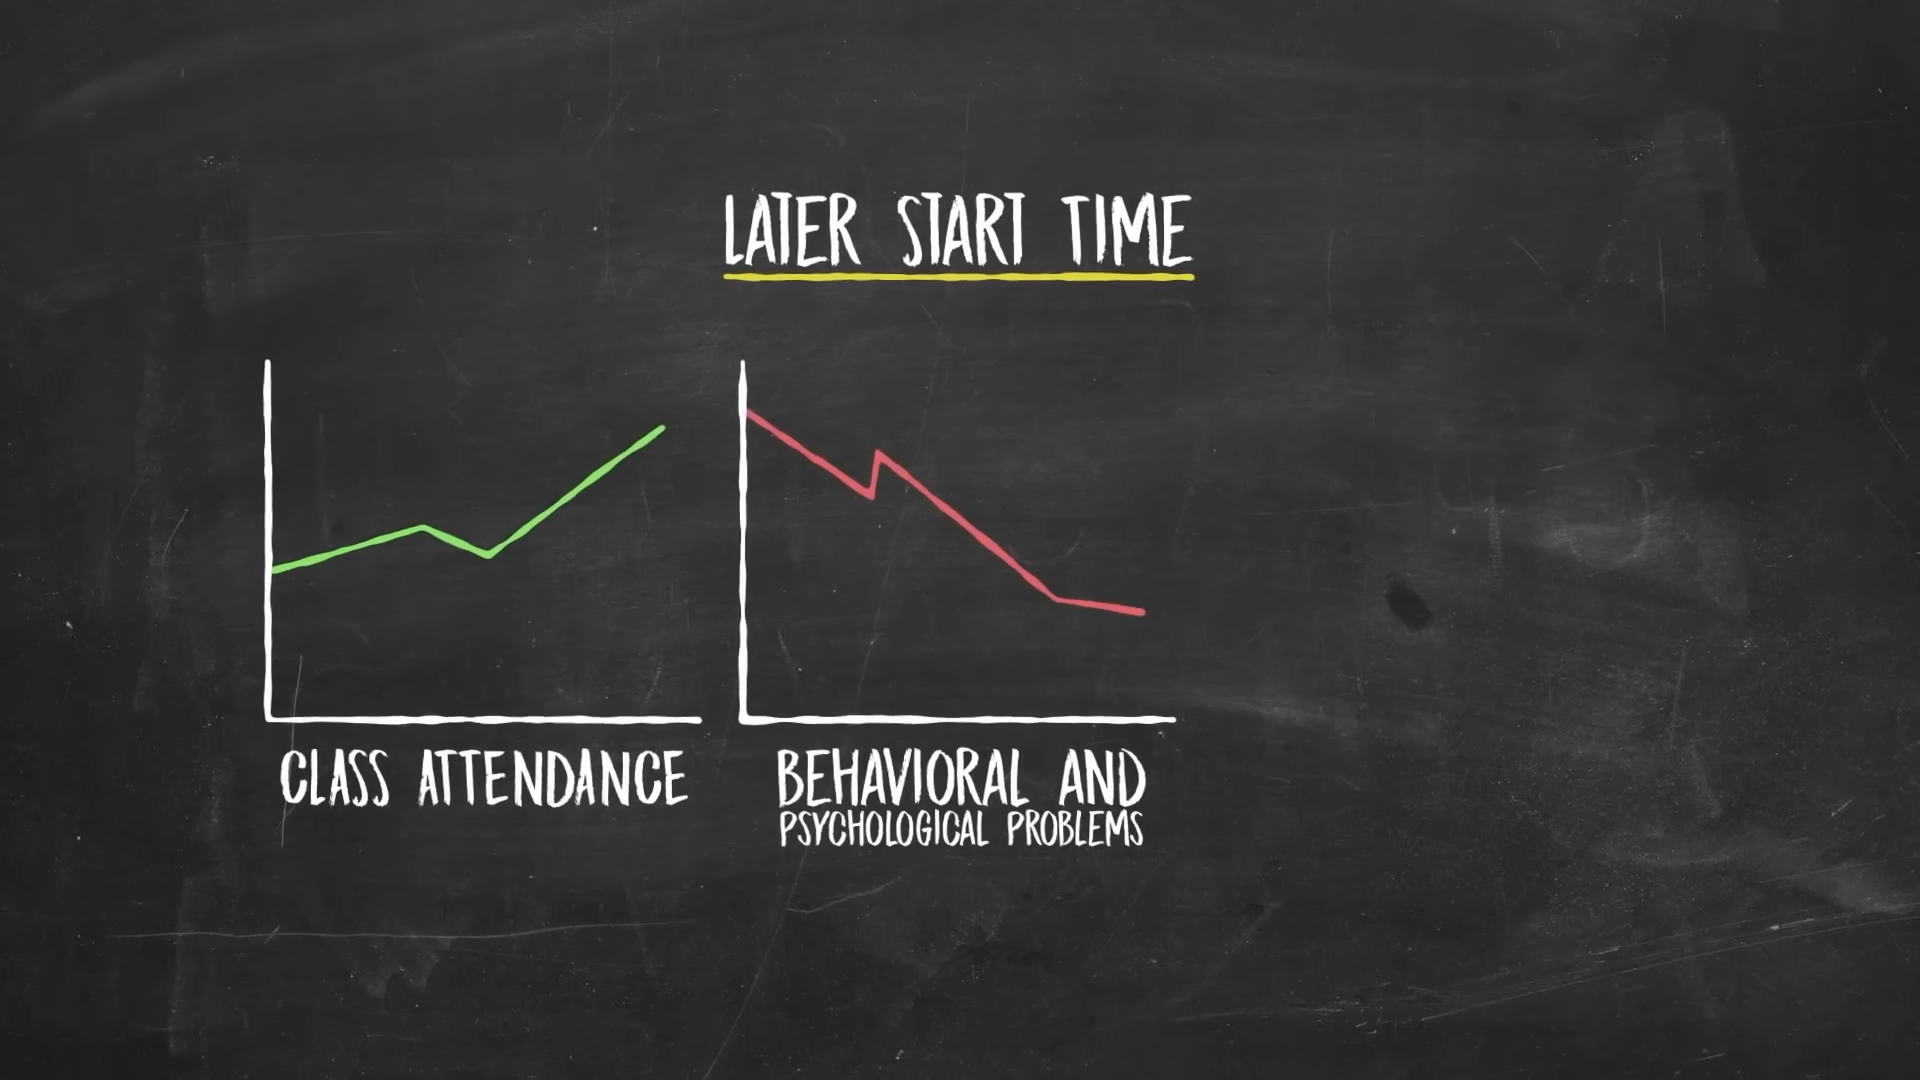 LATER START TIME
CLASS ATTENDANCE
BEHAVIORAL AND
PSYCHOLOGICAL PROBLEMS